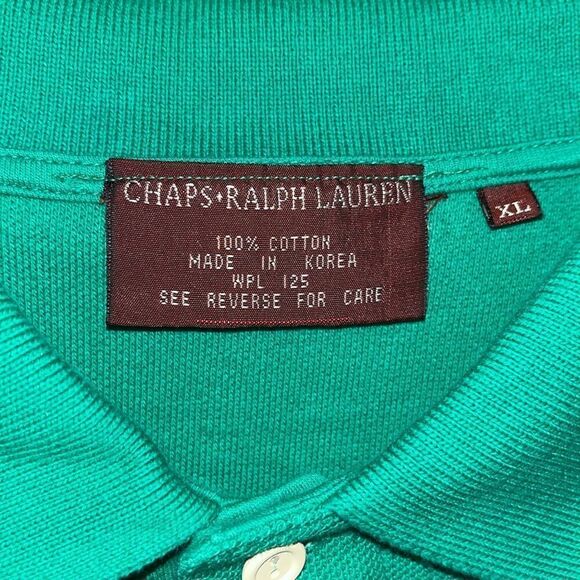 CHAPS♦RALPH LAUREN
XL
100% COTTON
MADE IN KOREA
WPL 125
SEE REVERSE FOR CARE